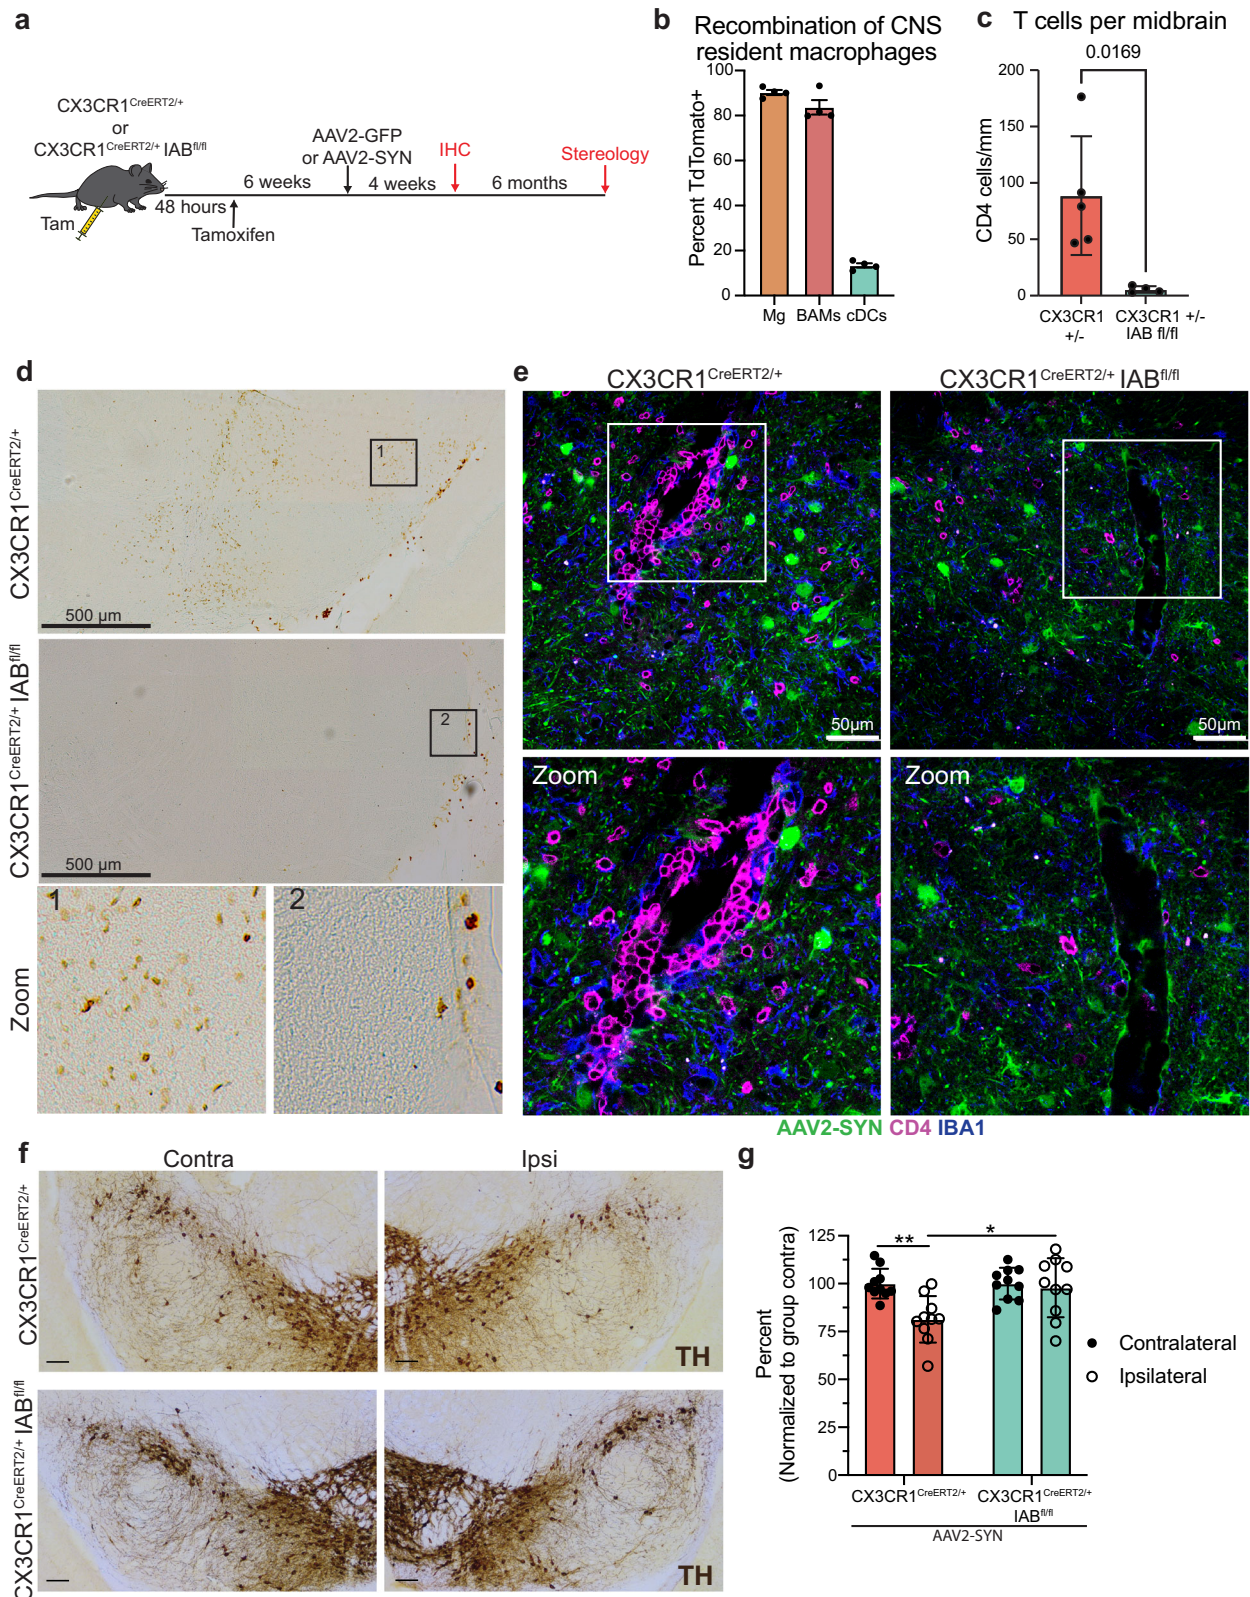 a
CX3CR1CreERT2/+
or
CX3CR1CreERT2/+ IABfl/fl
Tam
48 hours
Tamoxifen
6 weeks
AAV2-GFP
or AAV2-SYN
4 weeks
IHC
6 months
Stereology
b
Recombination of CNS
resident macrophages
Percent TdTomato+
100
80
60
40
20
0
Mg BAMs cDCs
c
T cells per midbrain
0.0169
CD4 cells/mm
200
150
100
50
0
CX3CR1
+/-
CX3CR1 +/-
IAB fl/fl
d
CX3CR1CreERT2/+
1
500 µm
CX3CR1CreERT2/+ IABfl/fl
2
500 µm
Zoom
1
2
e
CX3CR1CreERT2/+
CX3CR1CreERT2/+ IABfl/fl
50µm
50µm
Zoom
Zoom
AAV2-SYN CD4 IBA1
f
Contra
Ipsi
CX3CR1CreERT2/+
TH
CX3CR1CreERT2/+ IABfl/fl
TH
g
Percent
(Normalized to group contra)
125
100
75
50
25
0
**
*
CX3CR1CreERT2/+
CX3CR1CreERT2/+
IABfl/fl
AAV2-SYN
Contralateral
Ipsilateral